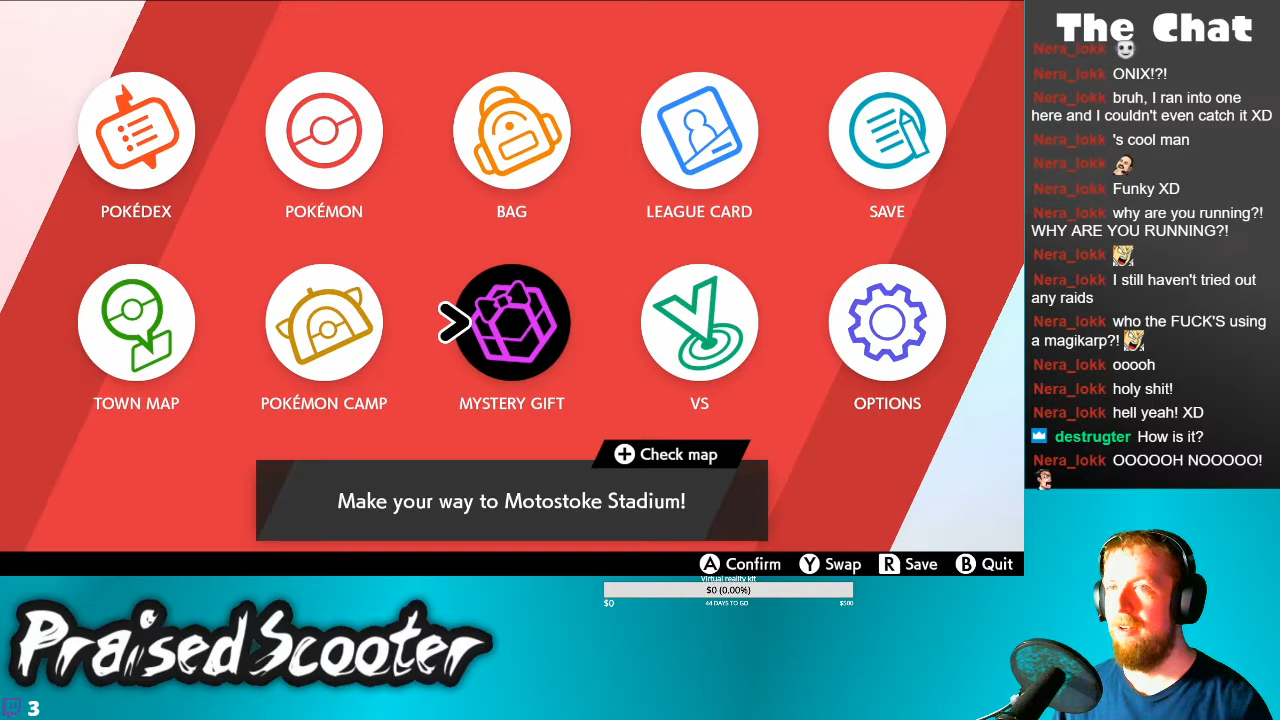 POKÉDEX
POKÉMON
BAG
LEAGUE CARD
SAVE
TOWN MAP
POKÉMON CAMP
MYSTERY GIFT
VS
OPTIONS
Check map
Make your way to Motostoke Stadium!
A Confirm Y Swap R Save B Quit
The Chat
Nera_lokk
Nera_lokk ONIX!?!
Nera_lokk bruh, I ran into one
here and I couldn't even catch it XD
Nera_lokk 's cool man
Nera_lokk
Nera_lokk Funky XD
Nera_lokk why are you running?!
WHY ARE YOU RUNNING?!
Nera_lokk
Nera_lokk I still haven't tried out
any raids
Nera_lokk who the FUCK'S using
a magikarp?!
Nera_lokk ooooh
Nera_lokk holy shit!
Nera_lokk hell yeah! XD
destrugter How is it?
Nera_lokk OOOOOH NOOOOO!
Virtual reality kit
$0 (0.00%)
$0 44 DAYS TO GO $500
PraisedScooter
3